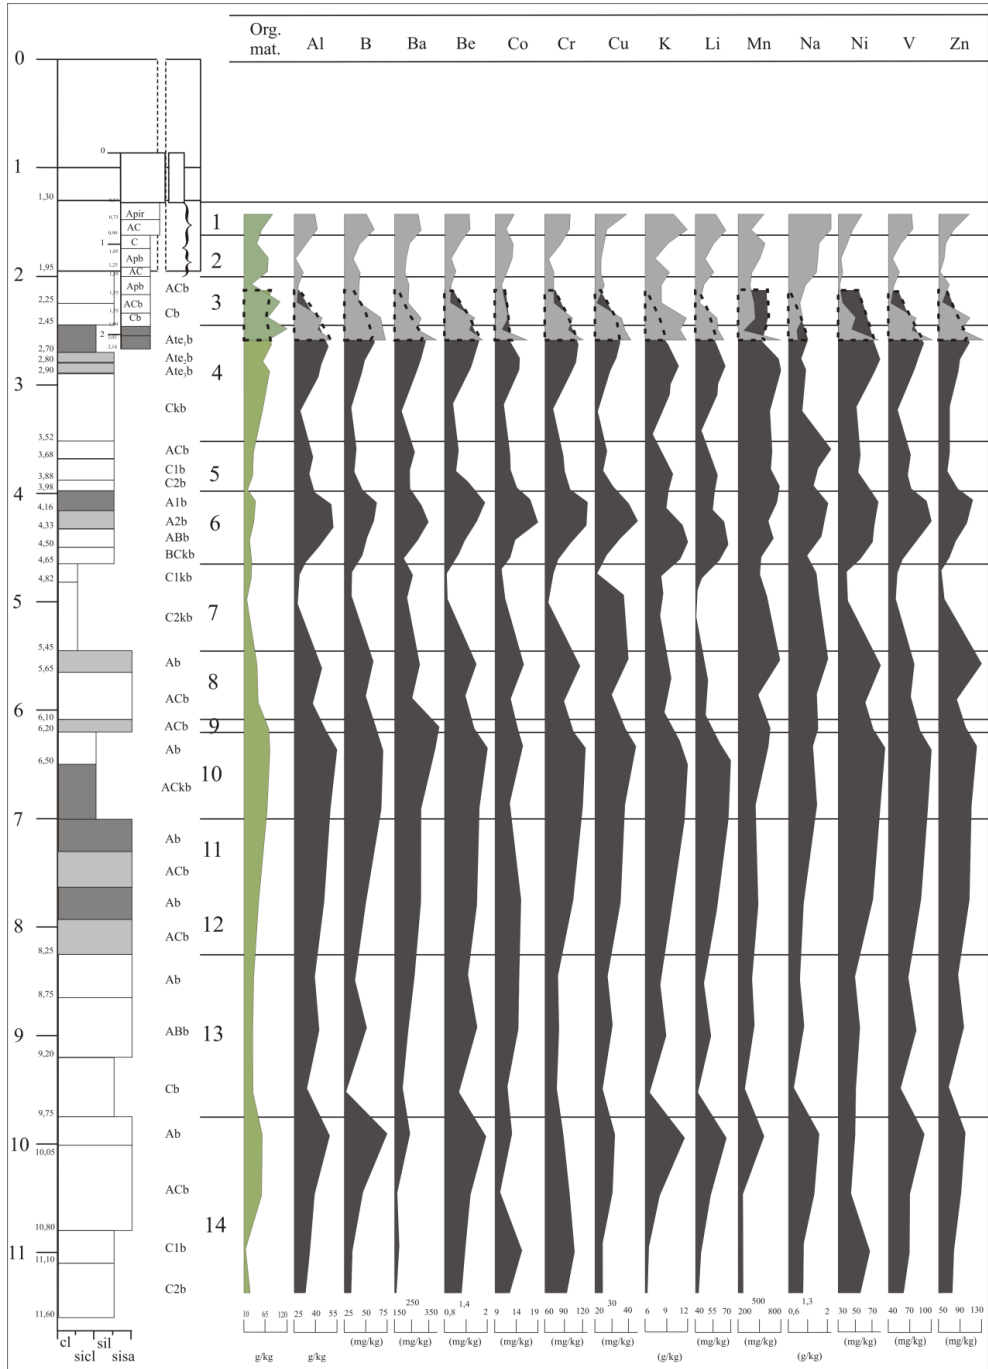 Org. mat. Al B Ba Be Co Cr Cu K Li Mn Na Ni V Zn
0
0
1
1,30
Apir 1
AC
C
1 Apb 2
1,95 AC
2 Apb ACb
2,25 ACb Cb 3
2,45 Cb
2 Ate₁b
2,70
2,80 Ate₂b 4
2,90 Ate₃b
3
Ckb
3,52 ACb
3,68
C1b 5
3,88 C2b
3,98
4 A1b
4,16 A2b 6
4,33 ABb
4,50 BCkb
4,65
4,82 C1kb
5 C2kb 7
5,45
5,65 Ab 8
6 ACb
6,10 ACb 9
6,20
Ab
6,50 10
ACkb
7
Ab 11
ACb
Ab
8 12
ACb
8,25
Ab
8,75
9 ABb 13
9,20
Cb
9,75
10 Ab
10,05
ACb
10,80 14
11 C1b
11,10
C2b
11,60
10 65 120 25 40 55 25 50 75 150 250 350 0,8 1,4 2 9 14 19 60 90 120 20 30 40 6 9 12 40 55 70 200 500 800 0,6 1,3 2 30 50 70 40 70 100 50 90 130
cl sil
sicl sisa
g/kg g/kg (mg/kg) (mg/kg) (mg/kg) (mg/kg) (mg/kg) (mg/kg) (g/kg) (mg/kg) (mg/kg) (g/kg) (mg/kg) (mg/kg) (mg/kg)